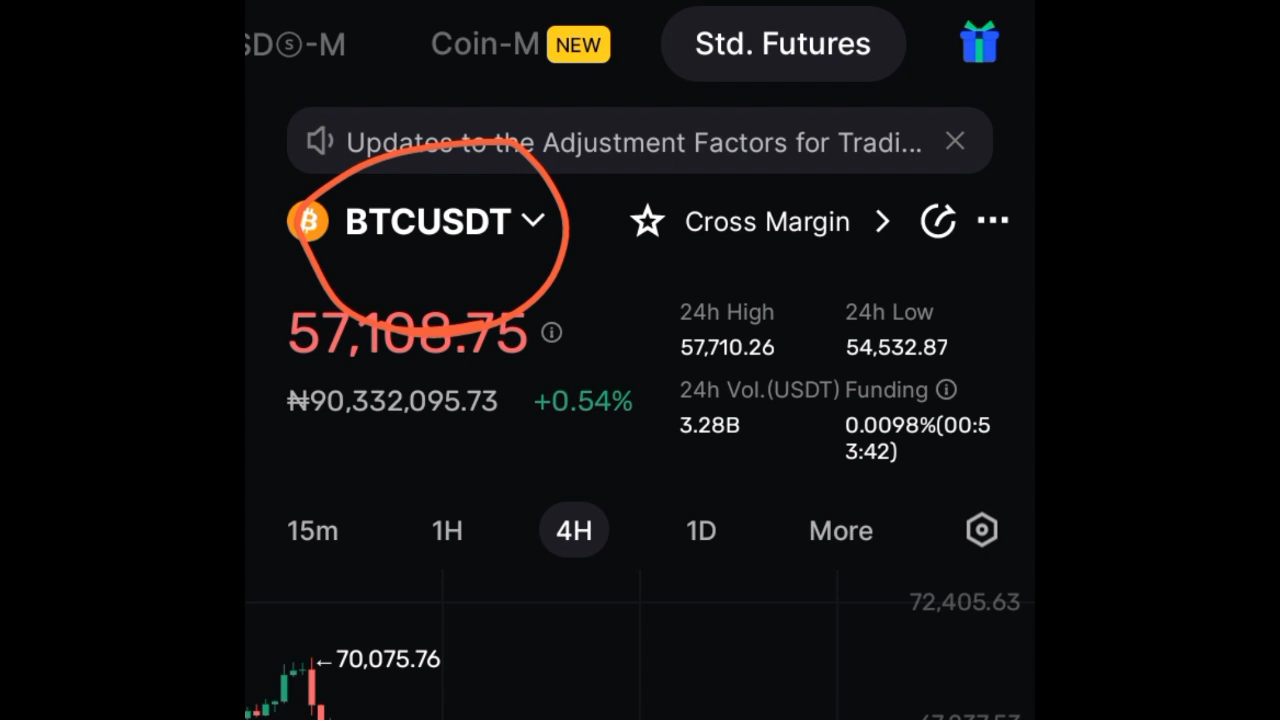 SDⓢ-M Coin-M NEW Std. Futures
Updates to the Adjustment Factors for Tradi...
BTCUSDT Cross Margin
57,108.75
₦90,332,095.73 +0.54%
24h High 24h Low
57,710.26 54,532.87
24h Vol.(USDT) Funding
3.28B 0.0098%(00:5
3:42)
15m 1H 4H 1D More
72,405.63
←70,075.76